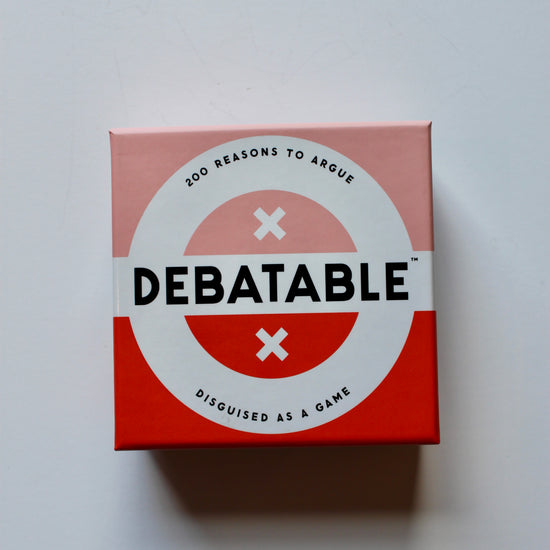 200 REASONS TO ARGUE
DEBATABLE™
DISGUISED AS A GAME